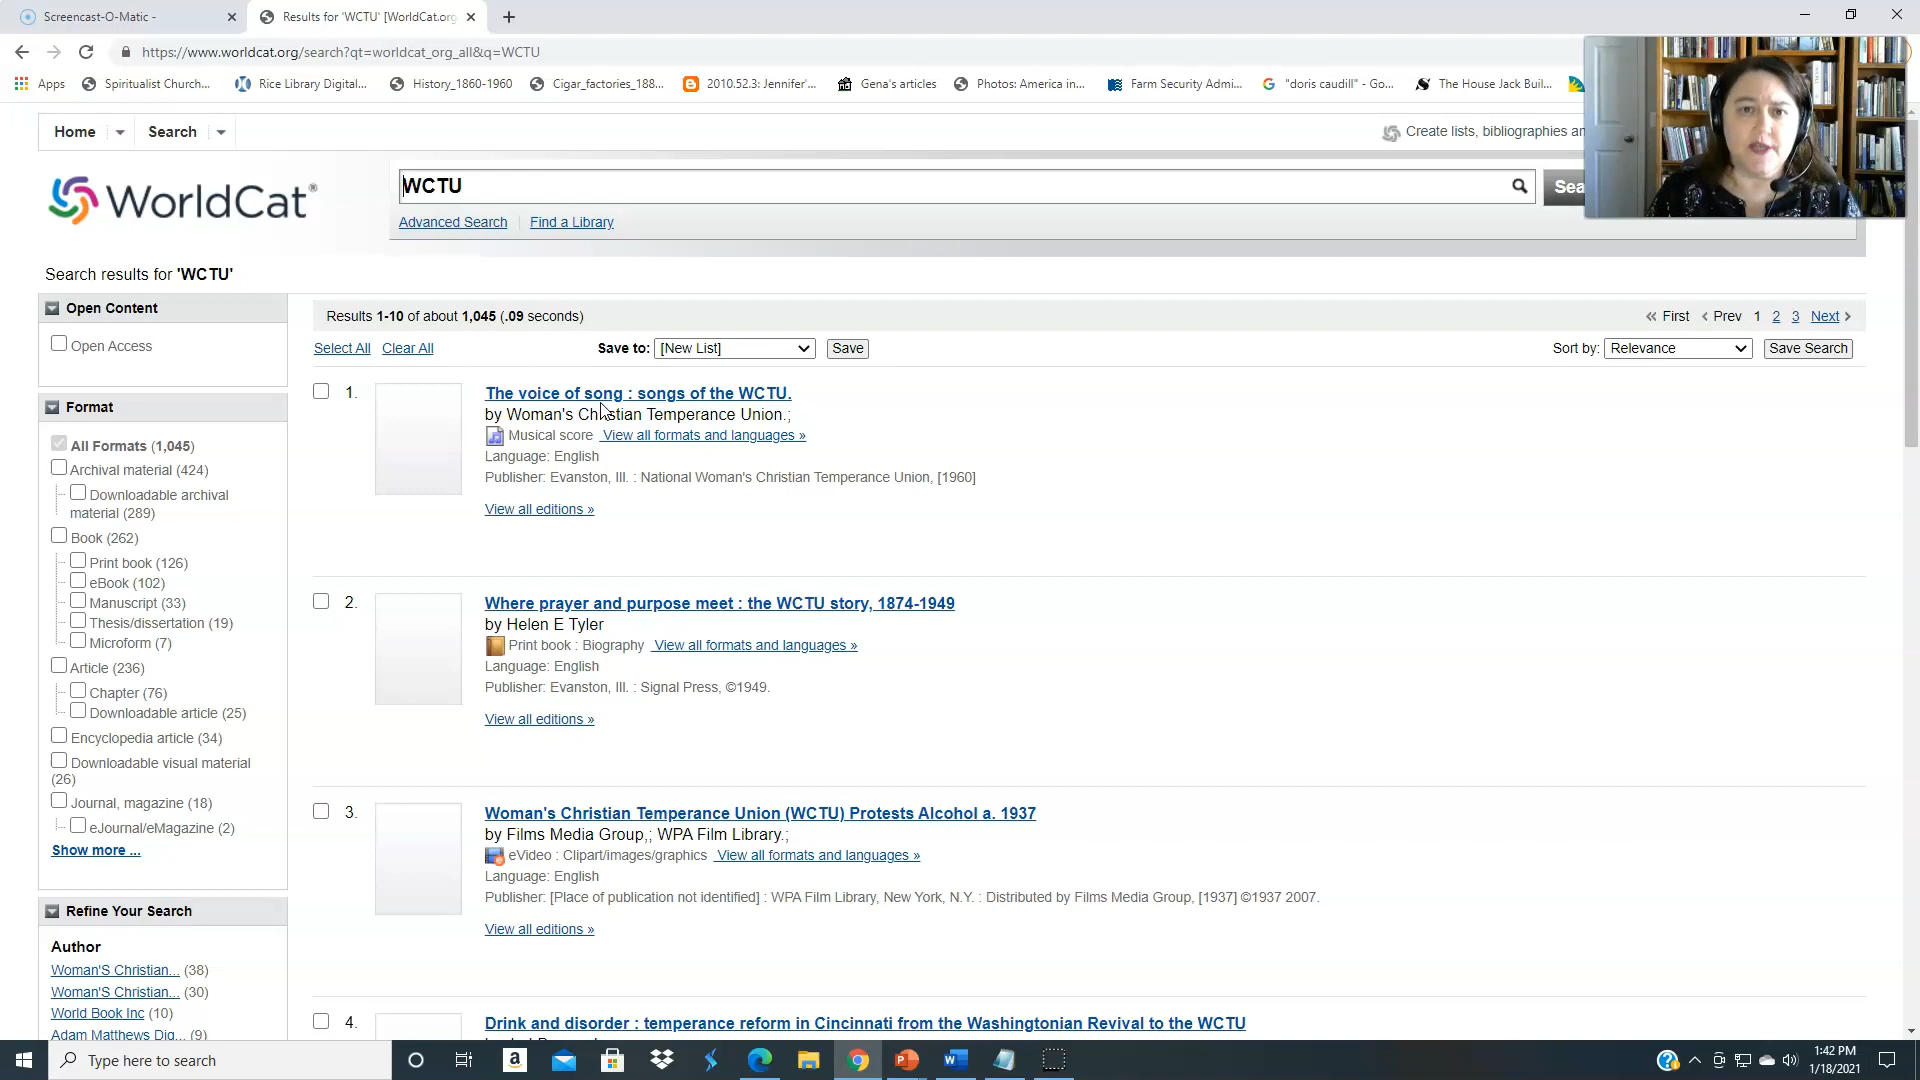 Screencast-O-Matic -
Results for 'WCTU' [WorldCat.org
https://www.worldcat.org/search?qt=worldcat_org_all&q=WCTU
Apps
Spiritualist Church...
Rice Library Digital...
History_1860-1960
Cigar_factories_188...
2010.52.3: Jennifer'...
Gena's articles
Photos: America in...
Farm Security Admi...
"doris caudill" - Go...
The House Jack Buil...
Home
Search
Create lists, bibliographies an
WorldCat®
WCTU
Sea
Advanced Search
Find a Library
Search results for 'WCTU'
Open Content
Open Access
Format
All Formats (1,045)
Archival material (424)
Downloadable archival
material (289)
Book (262)
Print book (126)
eBook (102)
Manuscript (33)
Thesis/dissertation (19)
Microform (7)
Article (236)
Chapter (76)
Downloadable article (25)
Encyclopedia article (34)
Downloadable visual material
(26)
Journal, magazine (18)
eJournal/eMagazine (2)
Show more ...
Refine Your Search
Author
Woman'S Christian... (38)
Woman'S Christian... (30)
World Book Inc (10)
Adam Matthews Dig... (9)
Results 1-10 of about 1,045 (.09 seconds)
« First ‹ Prev 1 2 3 Next ›
Select All Clear All
Save to: [New List] Save
Sort by: Relevance Save Search
1.
The voice of song : songs of the WCTU.
by Woman's Christian Temperance Union.;
Musical score View all formats and languages »
Language: English
Publisher: Evanston, Ill. : National Woman's Christian Temperance Union, [1960]
View all editions »
2.
Where prayer and purpose meet : the WCTU story, 1874-1949
by Helen E Tyler
Print book : Biography View all formats and languages »
Language: English
Publisher: Evanston, Ill. : Signal Press, ©1949.
View all editions »
3.
Woman's Christian Temperance Union (WCTU) Protests Alcohol a. 1937
by Films Media Group,; WPA Film Library.;
eVideo : Clipart/images/graphics View all formats and languages »
Language: English
Publisher: [Place of publication not identified] : WPA Film Library, New York, N.Y. : Distributed by Films Media Group, [1937] ©1937 2007.
View all editions »
4.
Drink and disorder : temperance reform in Cincinnati from the Washingtonian Revival to the WCTU
Type here to search
1:42 PM
1/18/2021